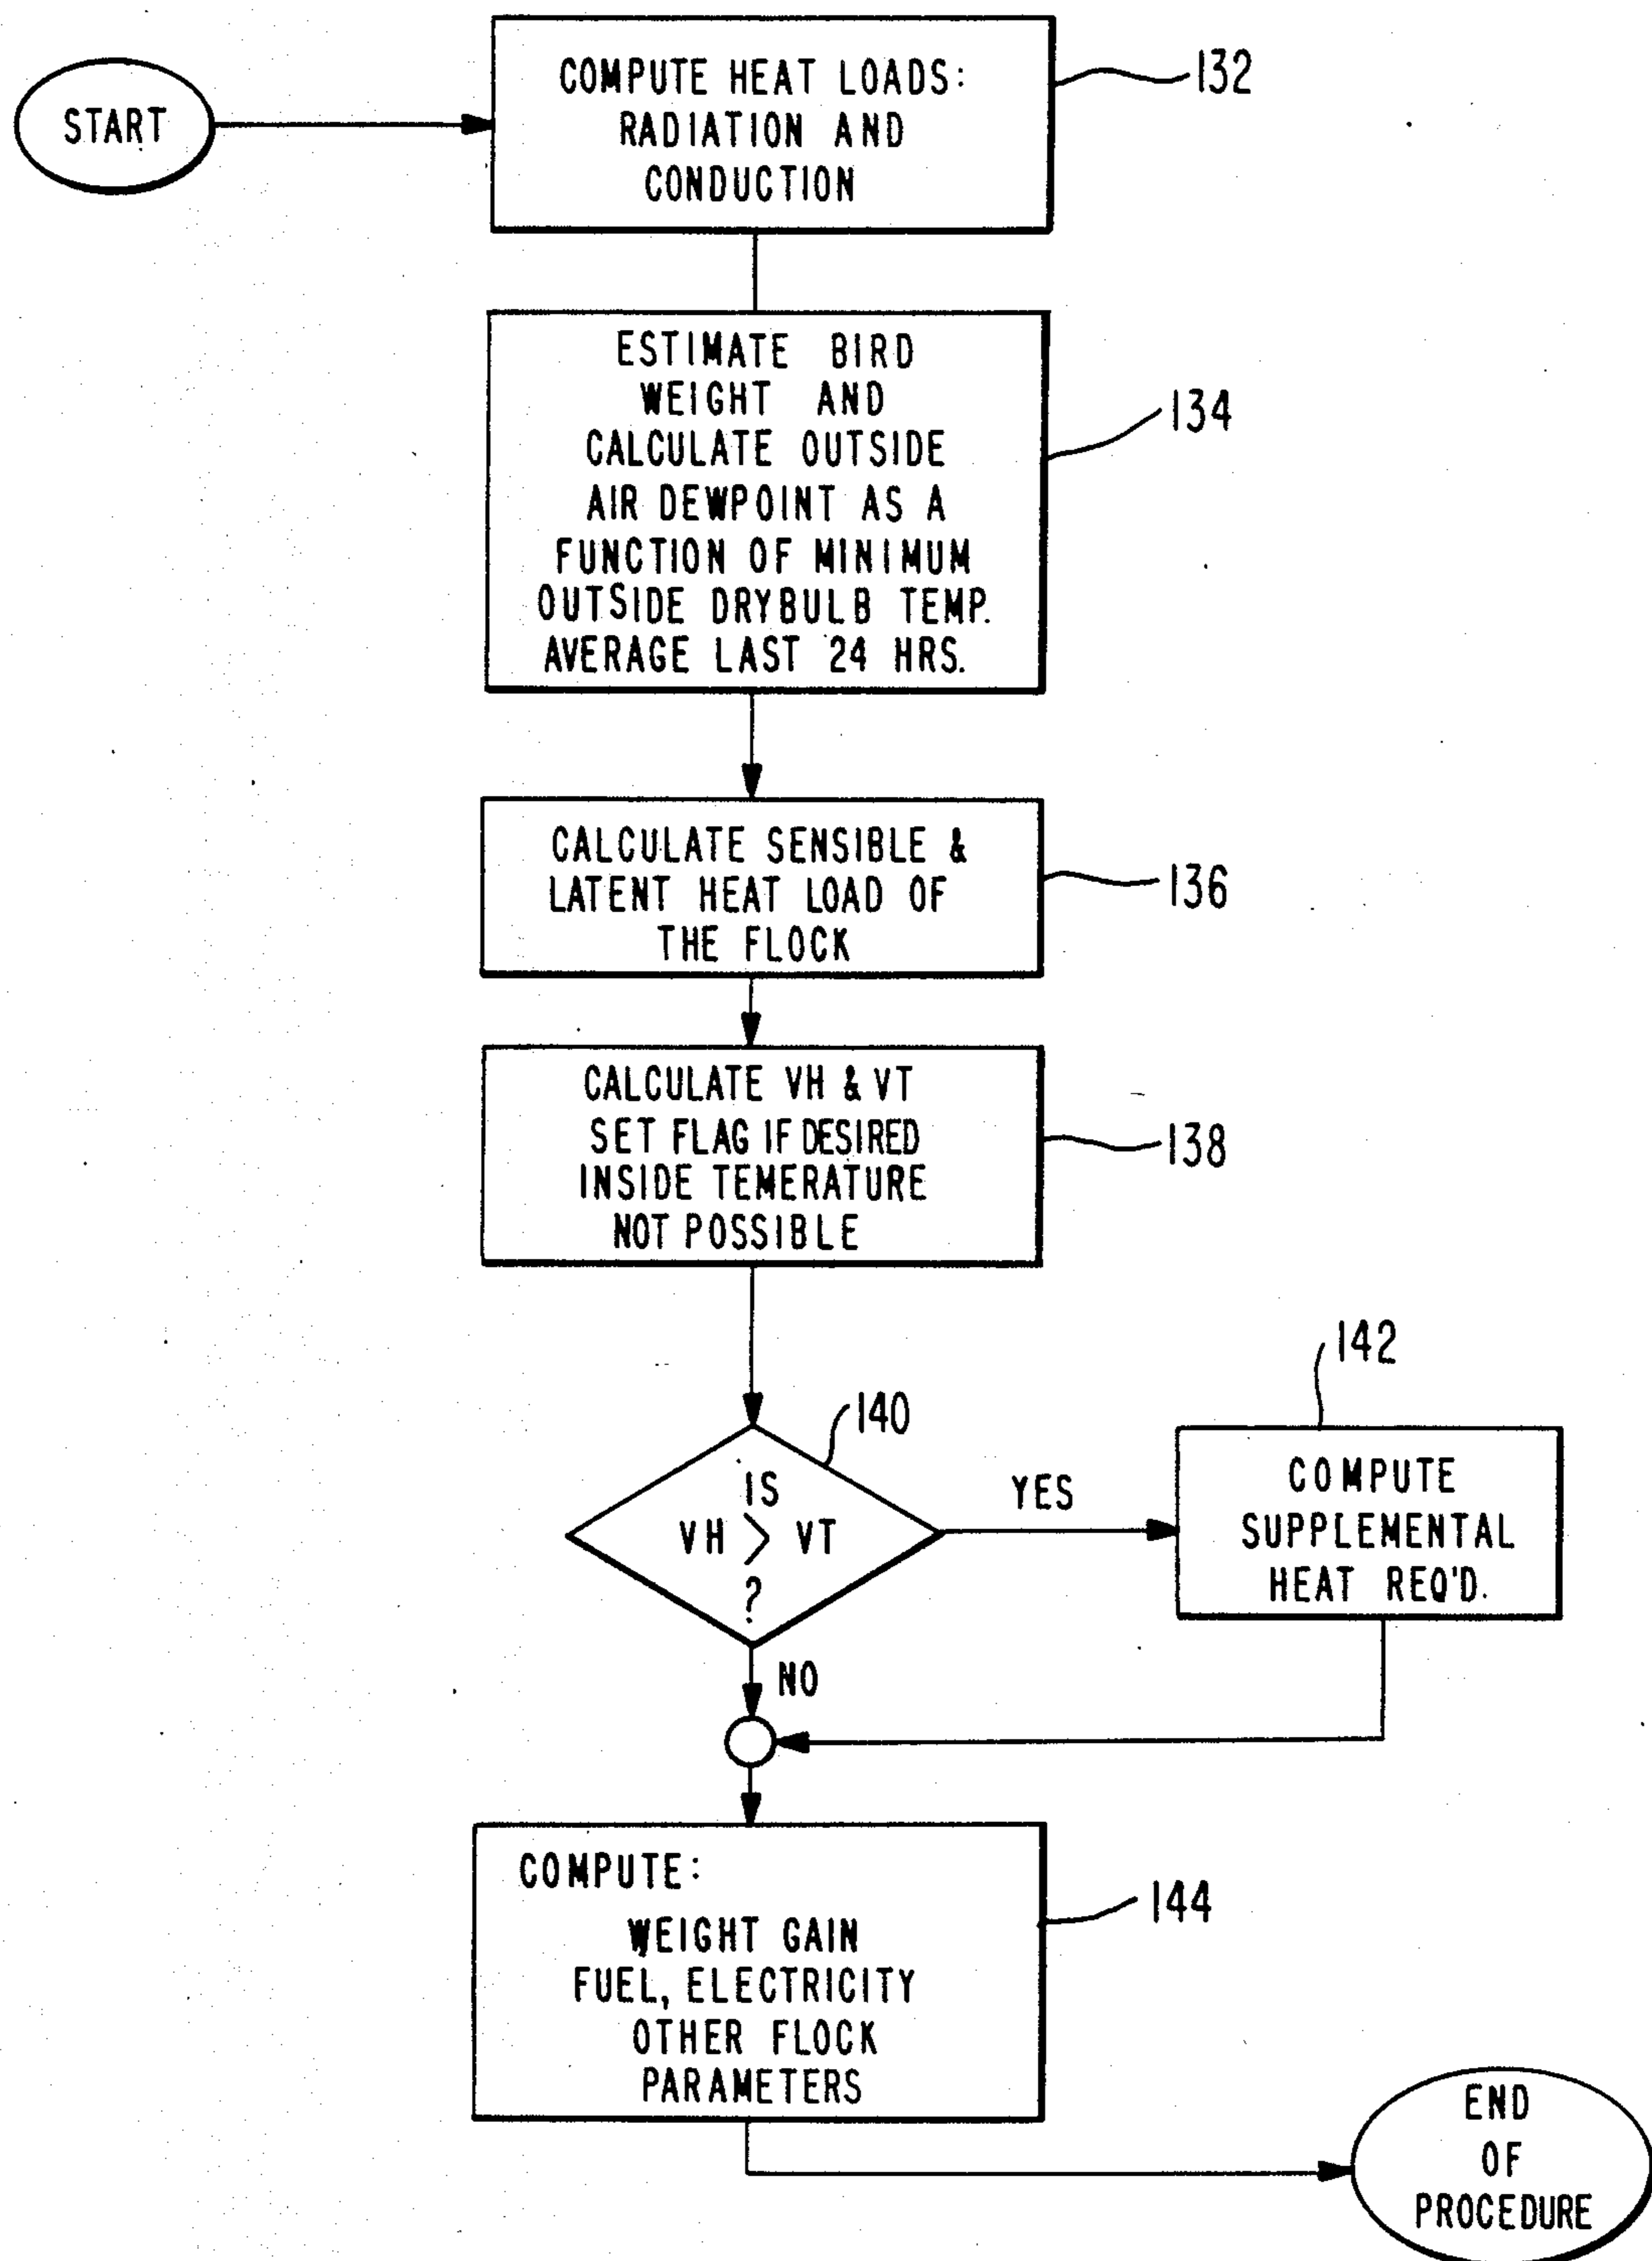 START
COMPUTE HEAT LOADS:
RADIATION AND
CONDUCTION
132
ESTIMATE BIRD
WEIGHT AND
CALCULATE OUTSIDE
AIR DEWPOINT AS A
FUNCTION OF MINIMUM
OUTSIDE DRYBULB TEMP.
AVERAGE LAST 24 HRS.
134
CALCULATE SENSIBLE &
LATENT HEAT LOAD OF
THE FLOCK
136
CALCULATE VH & VT
SET FLAG IF DESIRED
INSIDE TEMERATURE
NOT POSSIBLE
138
140
IS
VH > VT
?
YES
NO
142
COMPUTE
SUPPLEMENTAL
HEAT REQ'D.
COMPUTE:
WEIGHT GAIN
FUEL, ELECTRICITY
OTHER FLOCK
PARAMETERS
144
END
OF
PROCEDURE